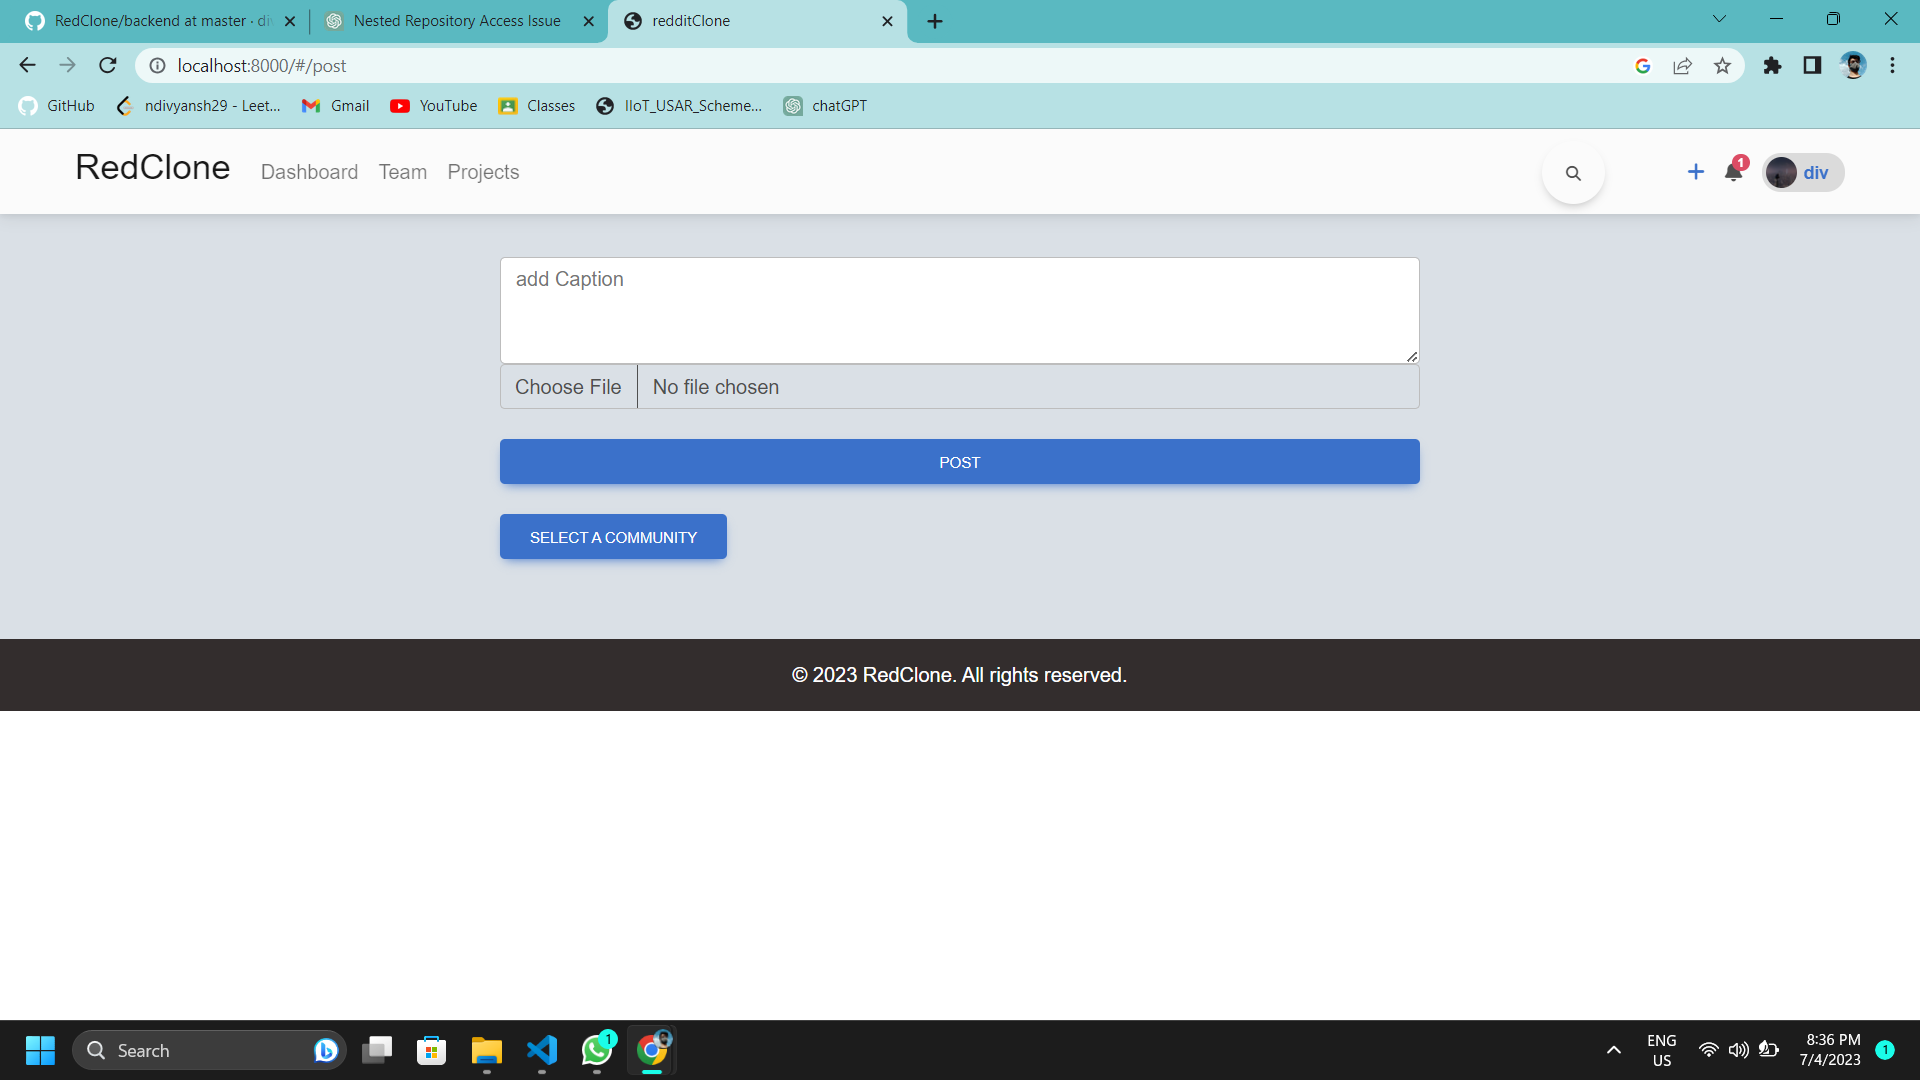 RedClone/backend at master · di
Nested Repository Access Issue
redditClone
localhost:8000/#/post
GitHub
ndivyansh29 - Leet...
Gmail
YouTube
Classes
IIoT_USAR_Scheme...
chatGPT
RedClone
Dashboard
Team
Projects
1
div
add Caption
Choose File
No file chosen
POST
SELECT A COMMUNITY
© 2023 RedClone. All rights reserved.
Search
1
ENG
US
8:36 PM
7/4/2023
1